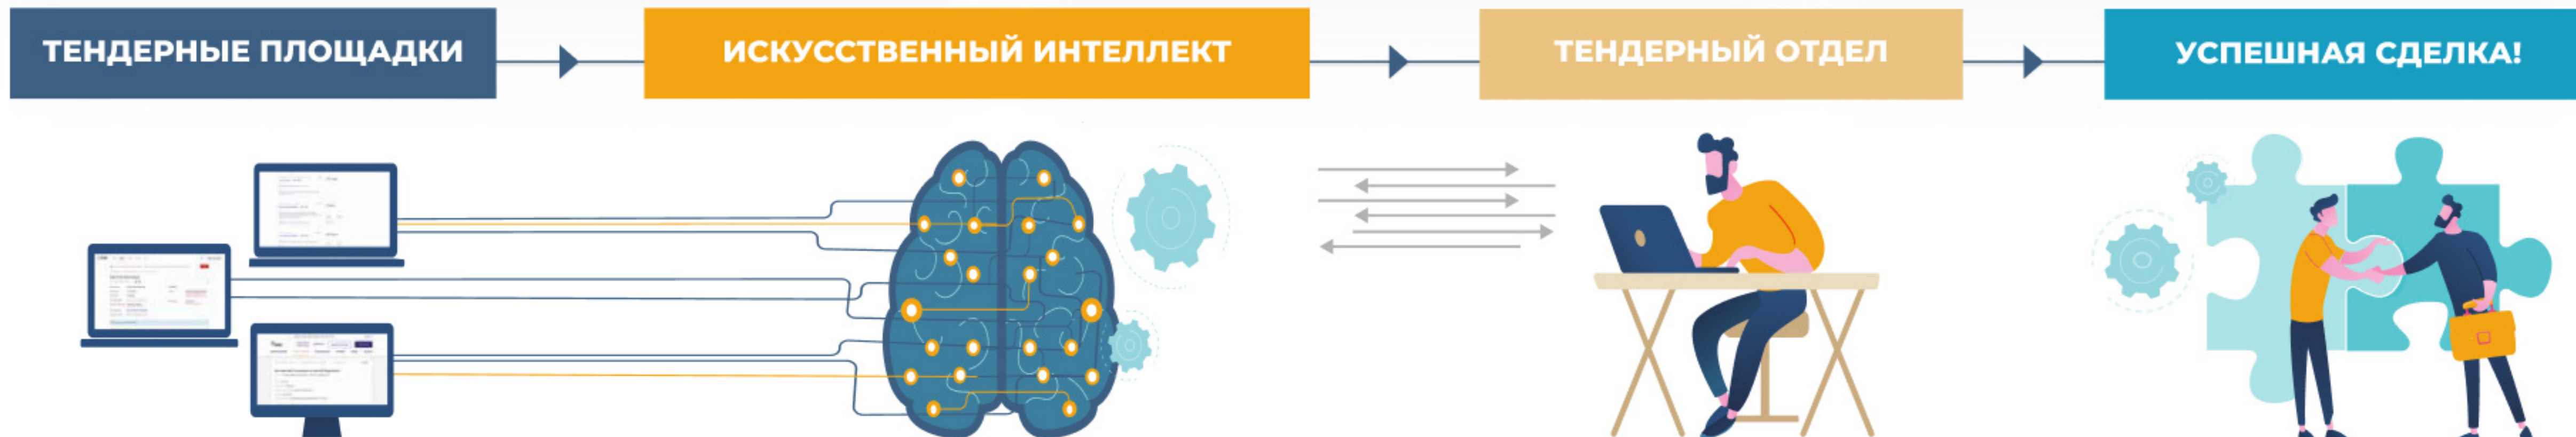 ТЕНДЕРНЫЕ ПЛОЩАДКИ
ИСКУССТВЕННЫЙ ИНТЕЛЛЕКТ
ТЕНДЕРНЫЙ ОТДЕЛ
УСПЕШНАЯ СДЕЛКА!